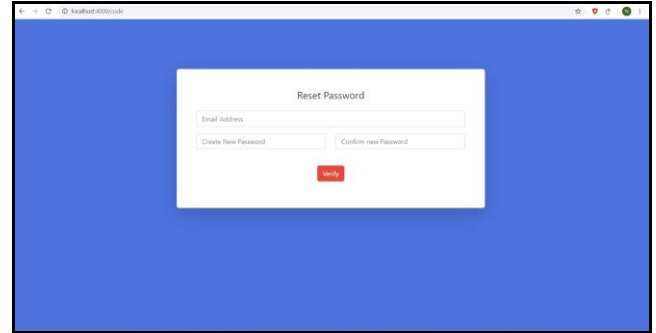 localhost:4000/code
Reset Password
Email Address
Create New Password
Confirm new Password
Verify